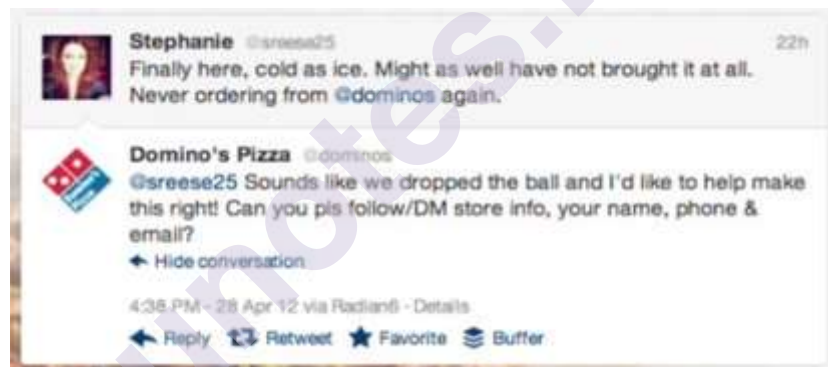 Stephanie @sreese25 22h
Finally here, cold as ice. Might as well have not brought it at all.
Never ordering from @dominos again.
Domino's Pizza @dominos
@sreese25 Sounds like we dropped the ball and I'd like to help make
this right! Can you pls follow/DM store info, your name, phone &
email?
Hide conversation
4:38 PM - 28 Apr 12 via Radian6 · Details
Reply Retweet Favorite Buffer